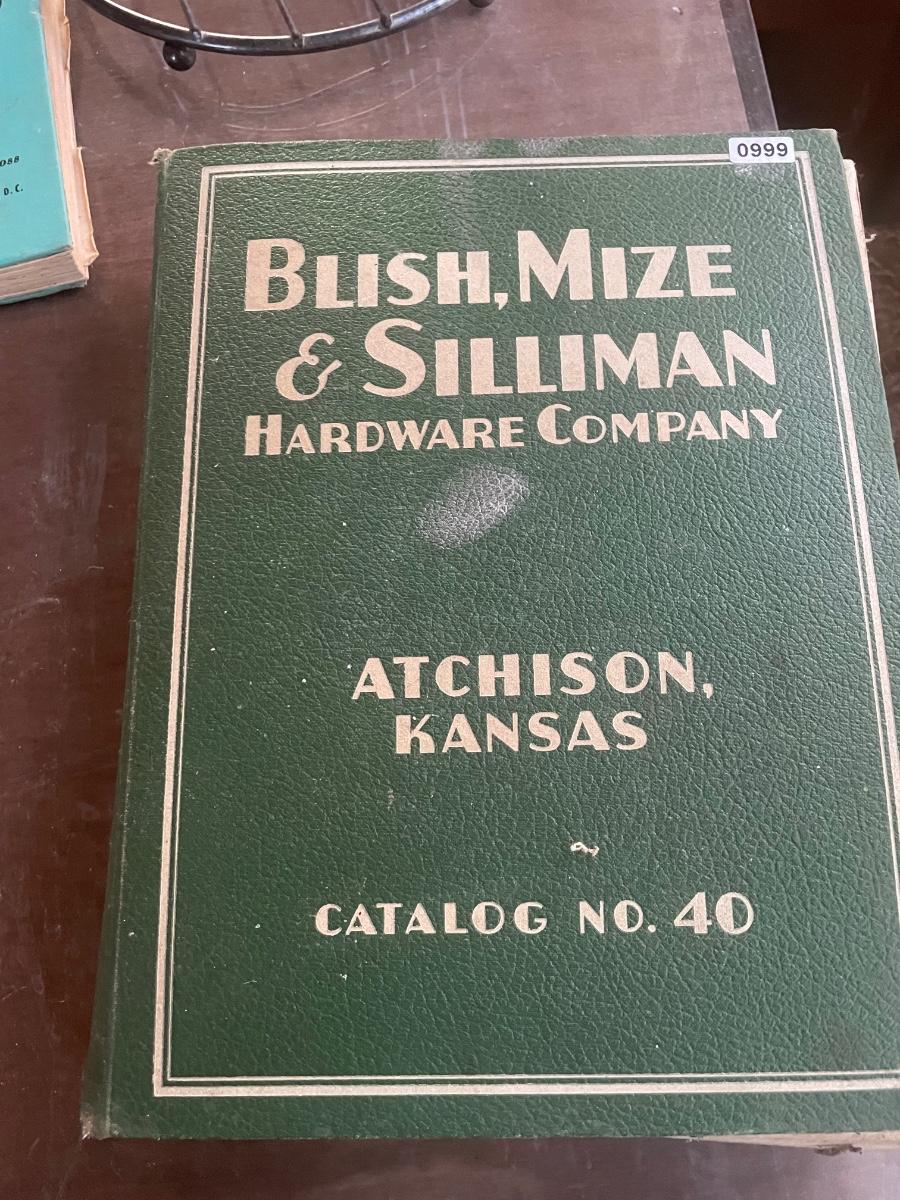 0999
BLISH, MIZE
& SILLIMAN
HARDWARE COMPANY
ATCHISON,
KANSAS
CATALOG NO. 40
D.C.